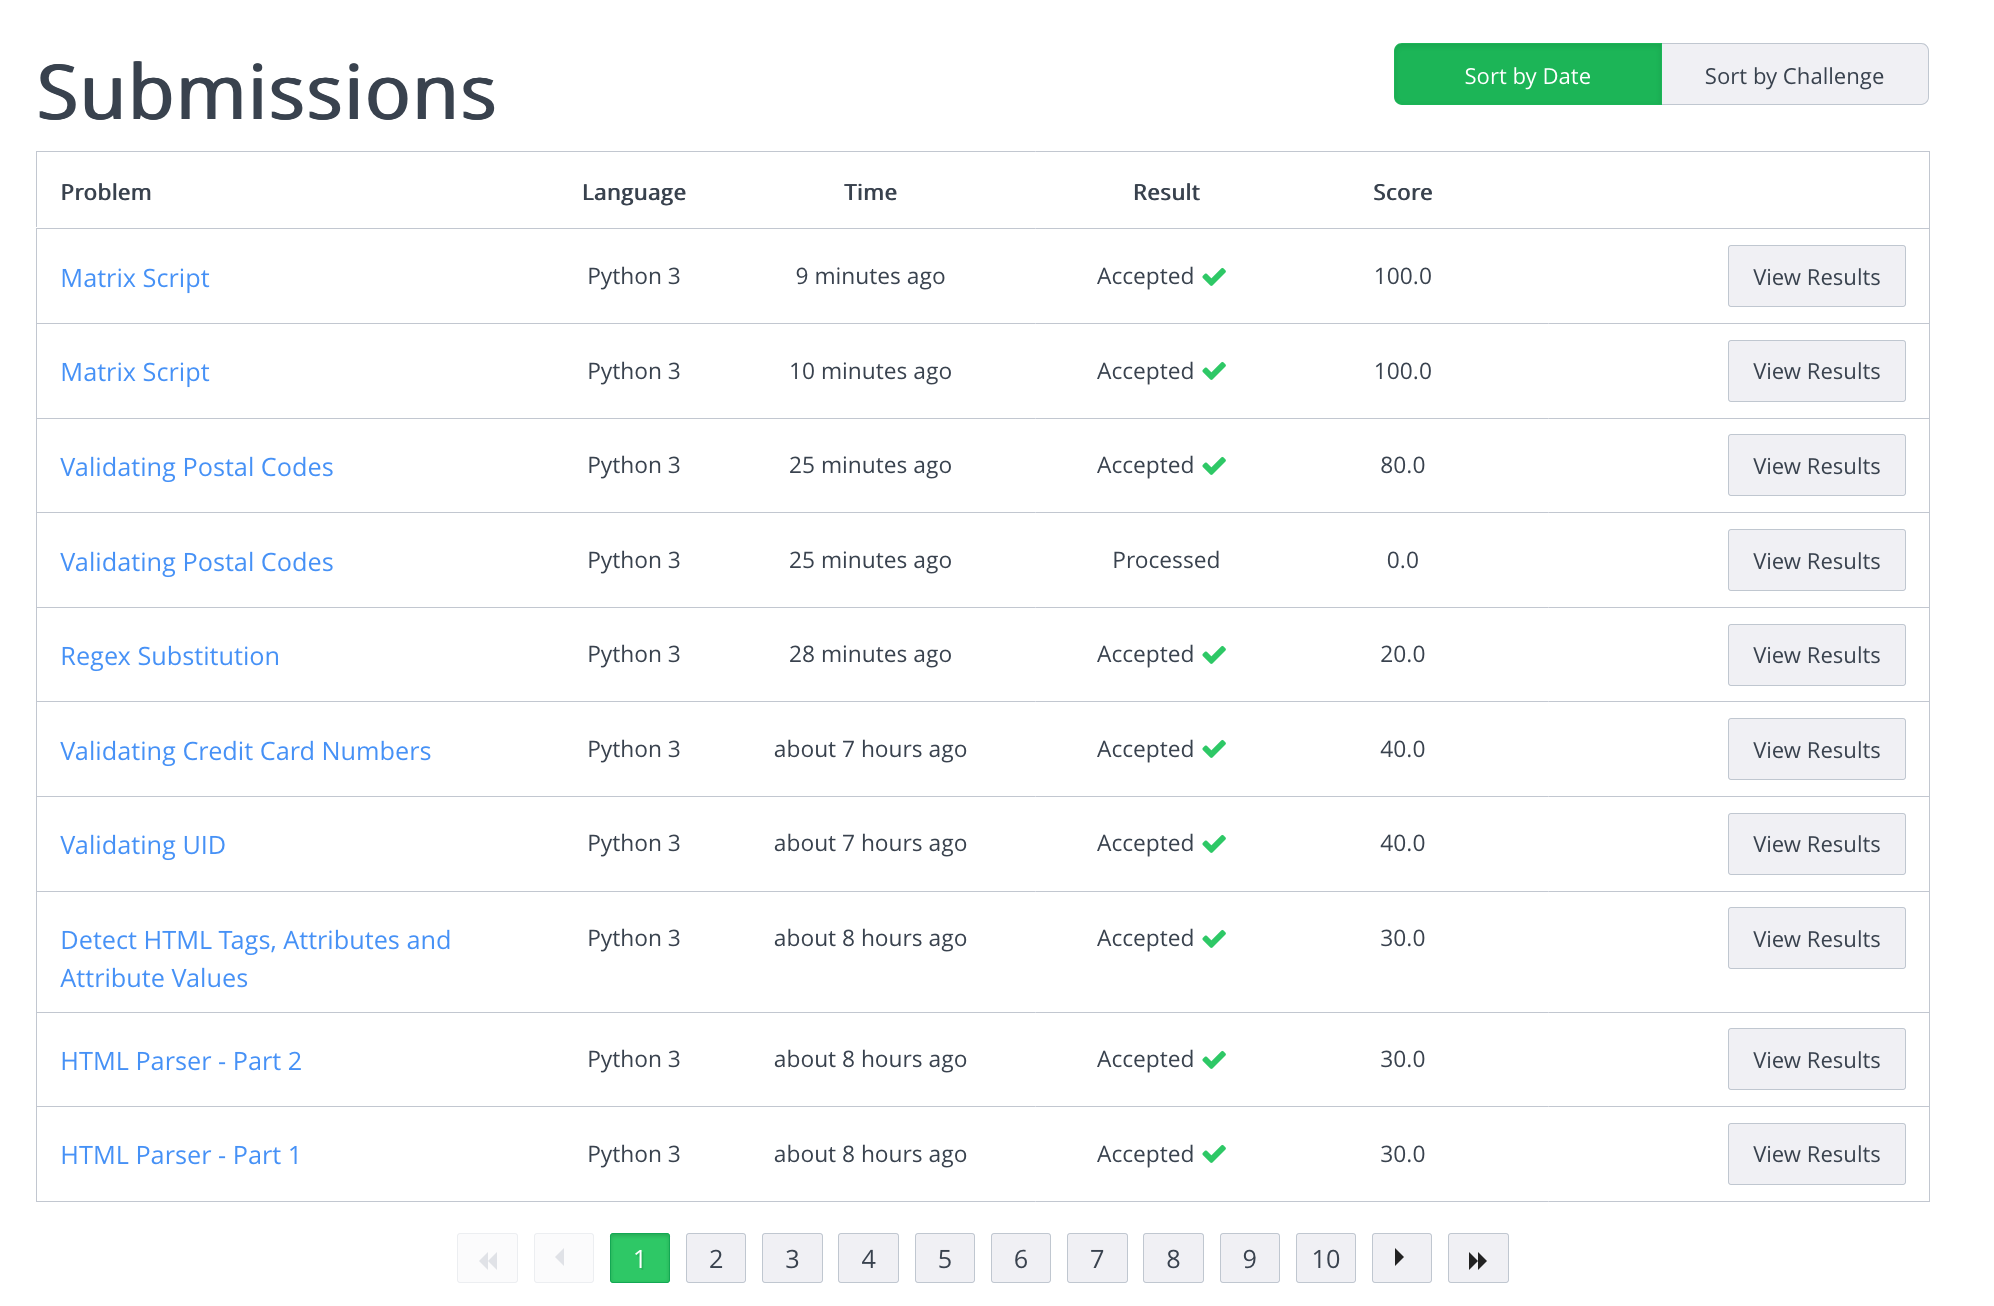 Submissions
Sort by Date Sort by Challenge
Problem Language Time Result Score
Matrix Script Python 3 9 minutes ago Accepted 100.0 View Results
Matrix Script Python 3 10 minutes ago Accepted 100.0 View Results
Validating Postal Codes Python 3 25 minutes ago Accepted 80.0 View Results
Validating Postal Codes Python 3 25 minutes ago Processed 0.0 View Results
Regex Substitution Python 3 28 minutes ago Accepted 20.0 View Results
Validating Credit Card Numbers Python 3 about 7 hours ago Accepted 40.0 View Results
Validating UID Python 3 about 7 hours ago Accepted 40.0 View Results
Detect HTML Tags, Attributes and Python 3 about 8 hours ago Accepted 30.0 View Results
Attribute Values
HTML Parser - Part 2 Python 3 about 8 hours ago Accepted 30.0 View Results
HTML Parser - Part 1 Python 3 about 8 hours ago Accepted 30.0 View Results
1 2 3 4 5 6 7 8 9 10